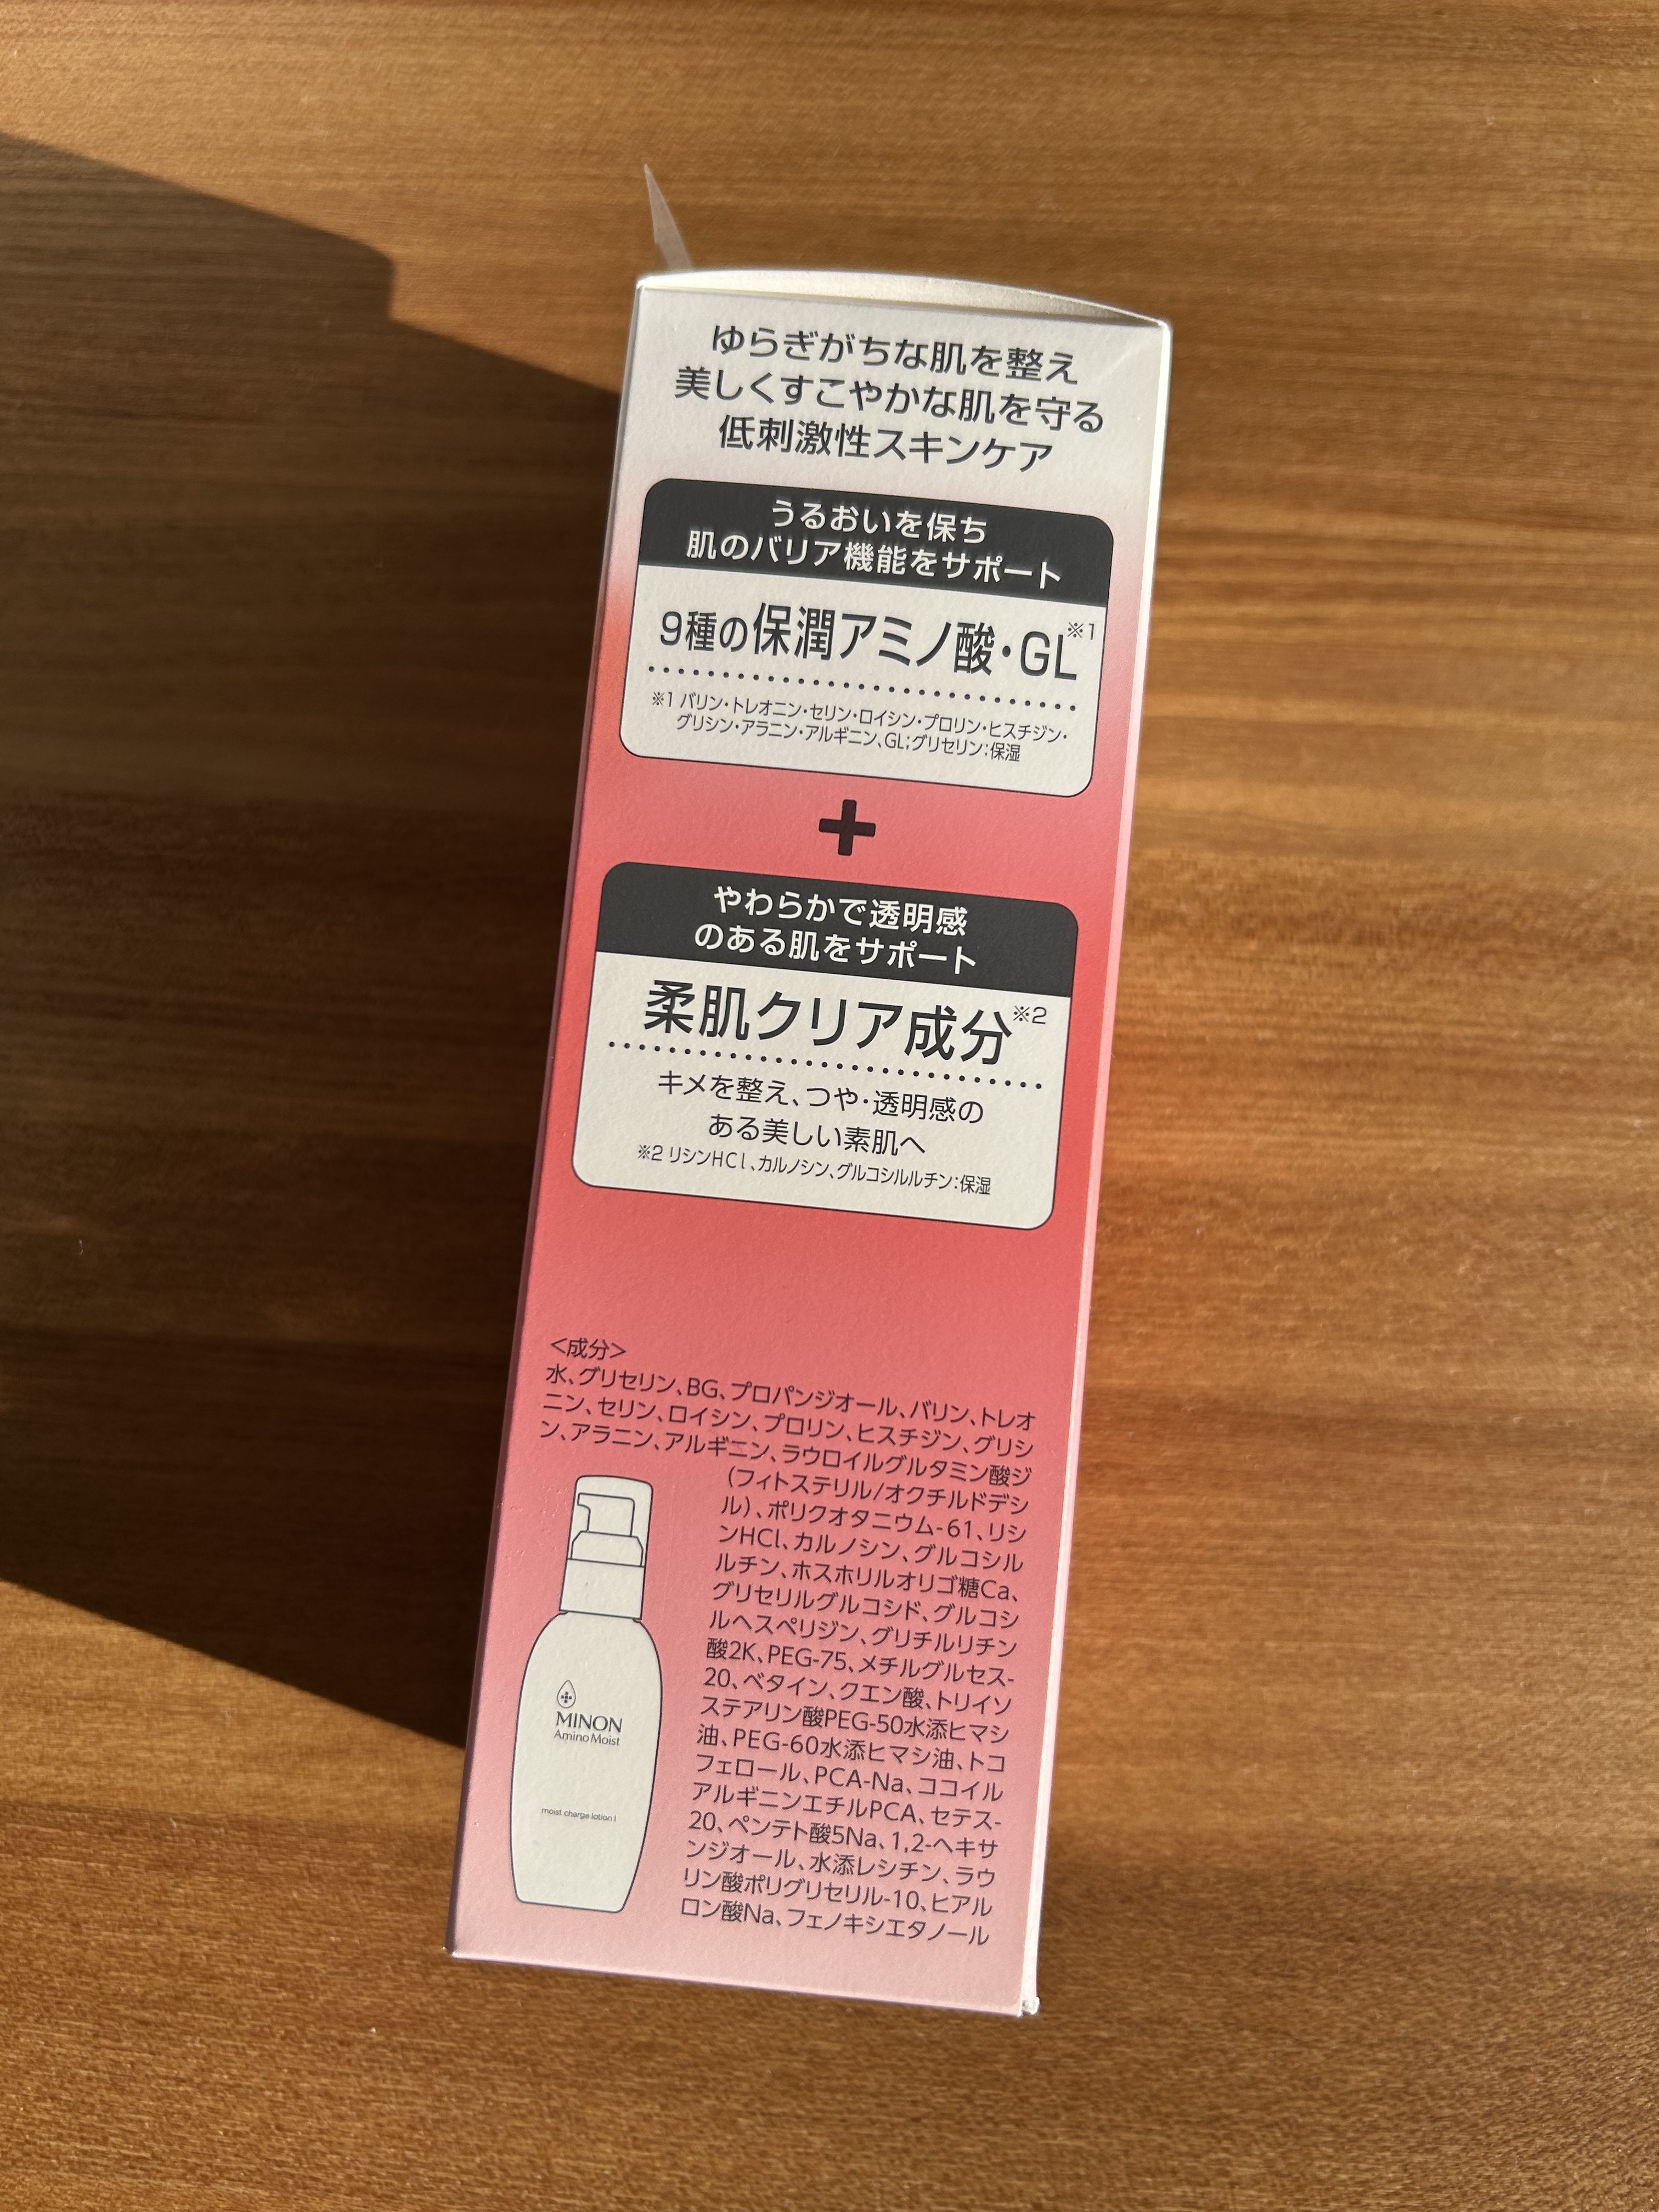 ゆらぎがちな肌を整え
美しくすこやかな肌を守る
低刺激性スキンケア
うるおいを保ち
肌のバリア機能をサポート
9種の保潤アミノ酸・GL※1
※1 バリン・トレオニン・セリン・ロイシン・プロリン・ヒスチジン・
グリシン・アラニン・アルギニン、GL;グリセリン:保湿
+
やわらかで透明感
のある肌をサポート
柔肌クリア成分※2
キメを整え、つや・透明感の
ある美しい素肌へ
※2 リシンHCl、カルノシン、グルコシルルチン:保湿
<成分>
水、グリセリン、BG、プロパンジオール、バリン、トレオ
ニン、セリン、ロイシン、プロリン、ヒスチジン、グリシ
ン、アラニン、アルギニン、ラウロイルグルタミン酸ジ
(フィトステリル/オクチルドデシ
ル)、ポリクオタニウム-61、リシ
ンHCl、カルノシン、グルコシル
ルチン、ホスホリルオリゴ糖Ca、
グリセリルグルコシド、グルコシ
ルヘスペリジン、グリチルリチン
酸2K、PEG-75、メチルグルセス-
20、ベタイン、クエン酸、トリイソ
ステアリン酸PEG-50水添ヒマシ
油、PEG-60水添ヒマシ油、トコ
フェロール、PCA-Na、ココイル
アルギニンエチルPCA、セテス-
20、ペンテト酸5Na、1,2-ヘキサ
ンジオール、水添レシチン、ラウ
リン酸ポリグリセリル-10、ヒアル
ロン酸Na、フェノキシエタノール
MINON
Amino Moist
moist charge lotion I